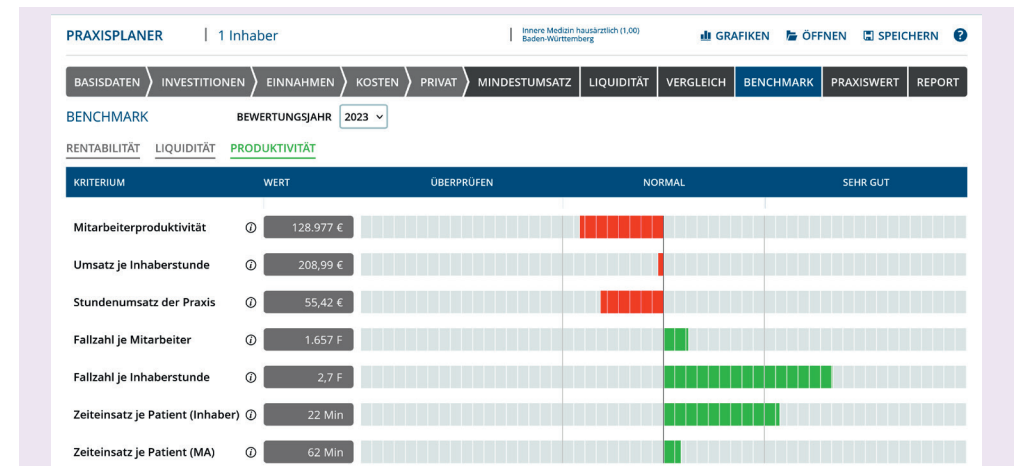 PRAXISPLANER | 1 Inhaber
Innere Medizin hausärztlich (1,00)
Baden-Württemberg
GRAFIKEN ÖFFNEN SPEICHERN ?
BASISDATEN INVESTITIONEN EINNAHMEN KOSTEN PRIVAT MINDESTUMSATZ LIQUIDITÄT VERGLEICH BENCHMARK PRAXISWERT REPORT
BENCHMARK BEWERTUNGSJAHR 2023
RENTABILITÄT LIQUIDITÄT PRODUKTIVITÄT
KRITERIUM WERT ÜBERPRÜFEN NORMAL SEHR GUT
Mitarbeiterproduktivität i 128.977 €
Umsatz je Inhaberstunde i 208,99 €
Stundenumsatz der Praxis i 55,42 €
Fallzahl je Mitarbeiter i 1.657 F
Fallzahl je Inhaberstunde i 2,7 F
Zeiteinsatz je Patient (Inhaber) i 22 Min
Zeiteinsatz je Patient (MA) i 62 Min